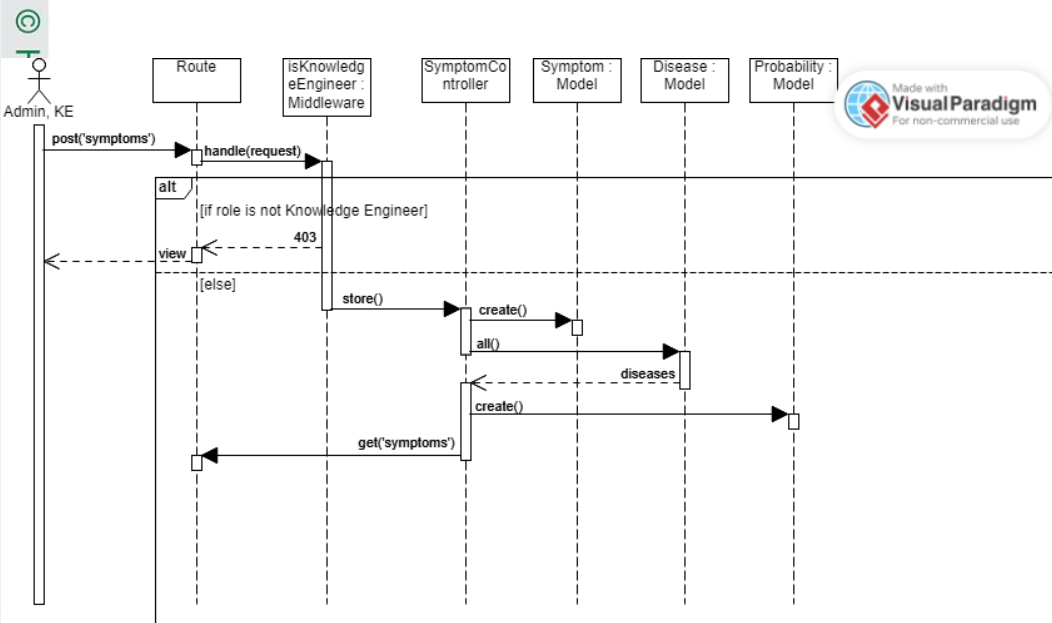 ©
Admin, KE
Route
isKnowledg
eEngineer :
Middleware
SymptomCo
ntroller
Symptom :
Model
Disease :
Model
Probability :
Model
Made with
Visual Paradigm
For non-commercial use
post('symptoms')
handle(request)
alt
[if role is not Knowledge Engineer]
403
view
[else]
store()
create()
all()
diseases
create()
get('symptoms')